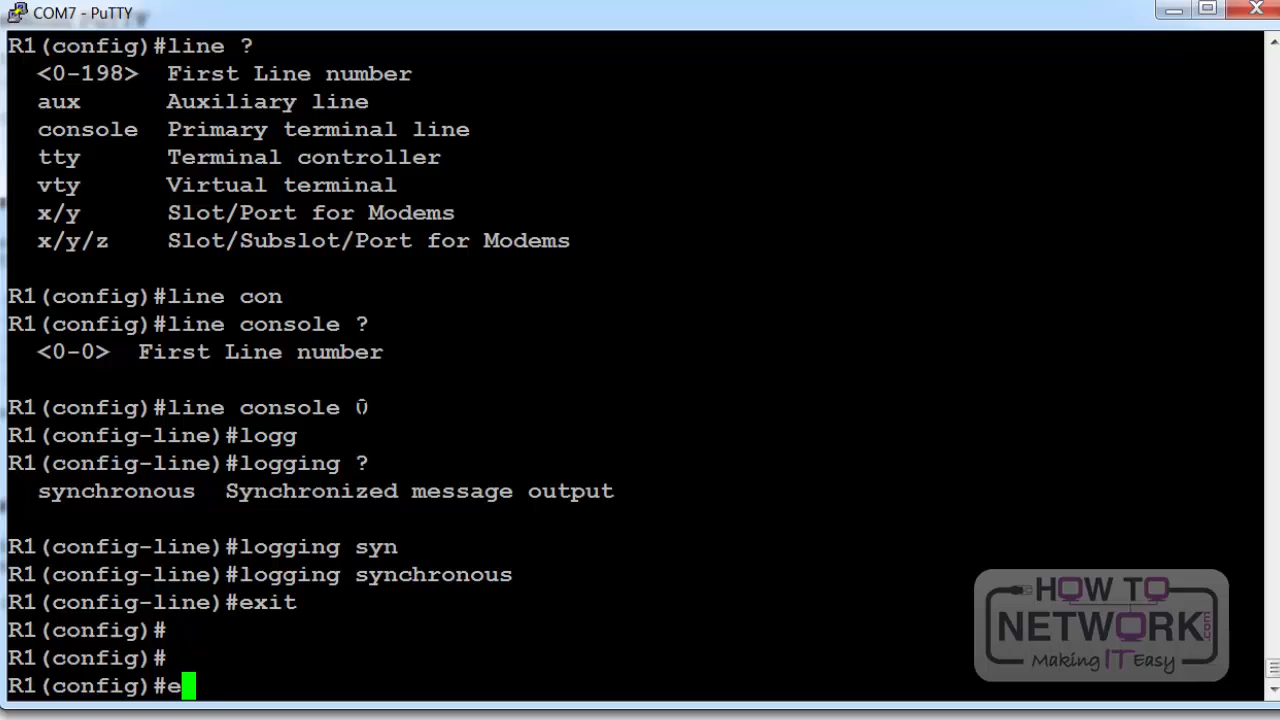 COM7 - PuTTY
R1(config)#line ?
  <0-198>  First Line number
  aux      Auxiliary line
  console  Primary terminal line
  tty      Terminal controller
  vty      Virtual terminal
  x/y      Slot/Port for Modems
  x/y/z    Slot/Subslot/Port for Modems
R1(config)#line con
R1(config)#line console ?
  <0-0>  First Line number
R1(config)#line console 0
R1(config-line)#logg
R1(config-line)#logging ?
  synchronous  Synchronized message output
R1(config-line)#logging syn
R1(config-line)#logging synchronous
R1(config-line)#exit
R1(config)#
R1(config)#
R1(config)#e
HOW TO
NETWORK.com
Making IT Easy